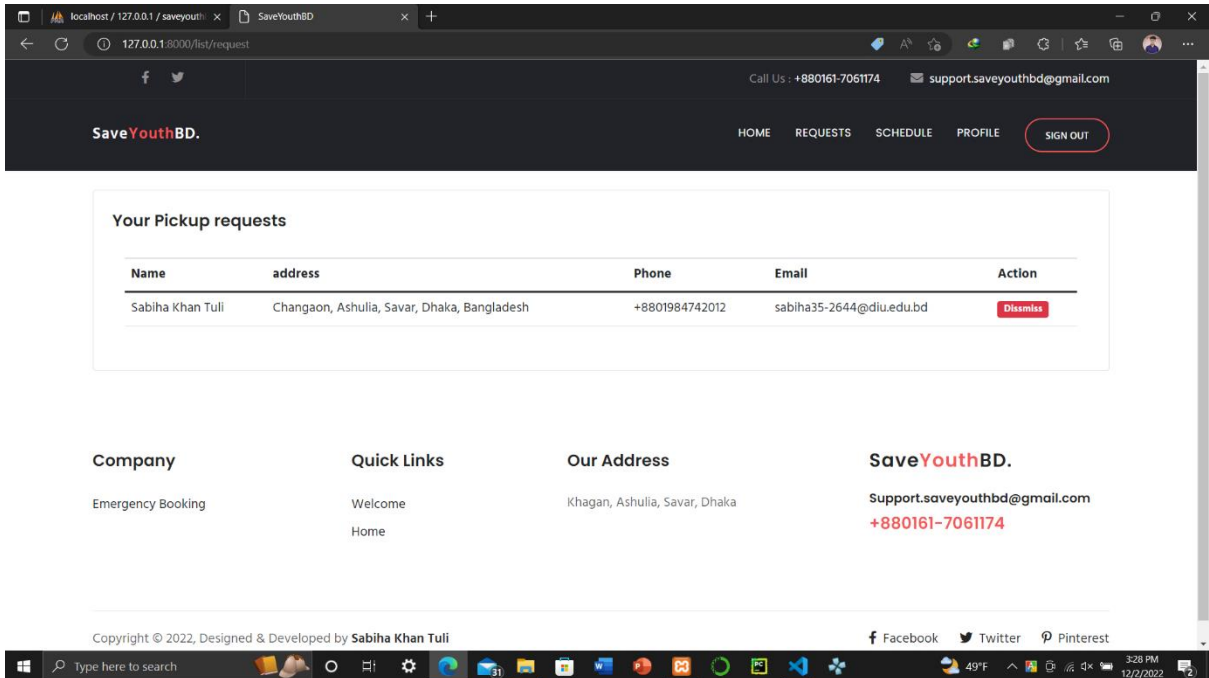 localhost / 127.0.0.1 / saveyouth
SaveYouthBD
127.0.0.1:8000/list/request
Call Us : +880161-7061174
support.saveyouthbd@gmail.com
SaveYouthBD.
HOME
REQUESTS
SCHEDULE
PROFILE
SIGN OUT
Your Pickup requests
Name address Phone Email Action
Sabiha Khan Tuli Changaon, Ashulia, Savar, Dhaka, Bangladesh +8801984742012 sabiha35-2644@diu.edu.bd Dissmiss
Company
Emergency Booking
Quick Links
Welcome
Home
Our Address
Khagan, Ashulia, Savar, Dhaka
SaveYouthBD.
Support.saveyouthbd@gmail.com
+880161-7061174
Copyright © 2022, Designed & Developed by Sabiha Khan Tuli
Facebook Twitter Pinterest
Type here to search
31
49°F
3:28 PM
12/2/2022
2